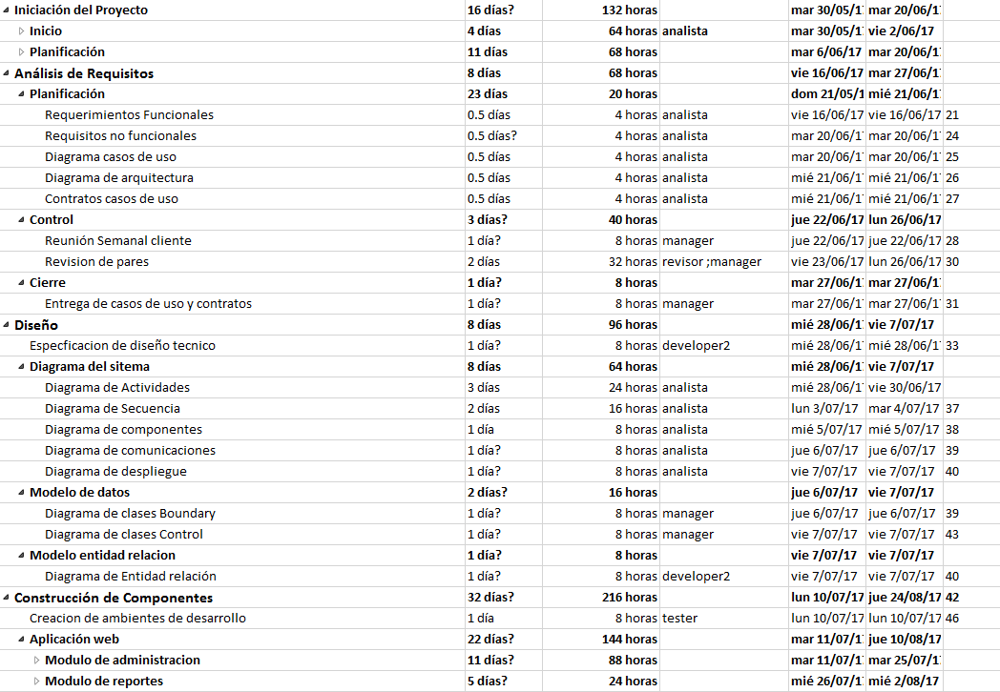 Iniciación del Proyecto 16 días? 132 horas mar 30/05/1 mar 20/06/1
Inicio 4 días 64 horas analista mar 30/05/1 vie 2/06/17
Planificación 11 días 68 horas mar 6/06/17 mar 20/06/1
Análisis de Requisitos 8 días 68 horas vie 16/06/17 mar 27/06/1
Planificación 23 días 20 horas dom 21/05/1 mié 21/06/1
Requerimientos Funcionales 0.5 días 4 horas analista vie 16/06/17 vie 16/06/17 21
Requisitos no funcionales 0.5 días? 4 horas analista mar 20/06/1 mar 20/06/1 24
Diagrama casos de uso 0.5 días 4 horas analista mar 20/06/1 mar 20/06/1 25
Diagrama de arquitectura 0.5 días 4 horas analista mié 21/06/1 mié 21/06/1 26
Contratos casos de uso 0.5 días 4 horas analista mié 21/06/1 mié 21/06/1 27
Control 3 días? 40 horas jue 22/06/17 lun 26/06/17
Reunión Semanal cliente 1 día? 8 horas manager jue 22/06/17 jue 22/06/17 28
Revision de pares 2 días 32 horas revisor ;manager vie 23/06/17 lun 26/06/17 30
Cierre 1 día? 8 horas mar 27/06/1 mar 27/06/1
Entrega de casos de uso y contratos 1 día? 8 horas manager mar 27/06/1 mar 27/06/1 31
Diseño 8 días 96 horas mié 28/06/1 vie 7/07/17
Especficacion de diseño tecnico 1 día? 8 horas developer2 mié 28/06/1 mié 28/06/1 33
Diagrama del sitema 8 días 64 horas mié 28/06/1 vie 7/07/17
Diagrama de Actividades 3 días 24 horas analista mié 28/06/1 vie 30/06/17
Diagrama de Secuencia 2 días 16 horas analista lun 3/07/17 mar 4/07/17 37
Diagrama de componentes 1 día 8 horas analista mié 5/07/17 mié 5/07/17 38
Diagrama de comunicaciones 1 día? 8 horas analista jue 6/07/17 jue 6/07/17 39
Diagrama de despliegue 1 día? 8 horas analista vie 7/07/17 vie 7/07/17 40
Modelo de datos 2 días? 16 horas jue 6/07/17 vie 7/07/17
Diagrama de clases Boundary 1 día? 8 horas manager jue 6/07/17 jue 6/07/17 39
Diagrama de clases Control 1 día? 8 horas manager vie 7/07/17 vie 7/07/17 43
Modelo entidad relacion 1 día? 8 horas vie 7/07/17 vie 7/07/17
Diagrama de Entidad relación 1 día? 8 horas developer2 vie 7/07/17 vie 7/07/17 40
Construcción de Componentes 32 días? 216 horas lun 10/07/17 jue 24/08/17 42
Creacion de ambientes de desarrollo 1 día 8 horas tester lun 10/07/17 lun 10/07/17 46
Aplicación web 22 días? 144 horas mar 11/07/1 jue 10/08/17
Modulo de administracion 11 días? 88 horas mar 11/07/1 mar 25/07/1
Modulo de reportes 5 días? 24 horas mié 26/07/1 mié 2/08/17